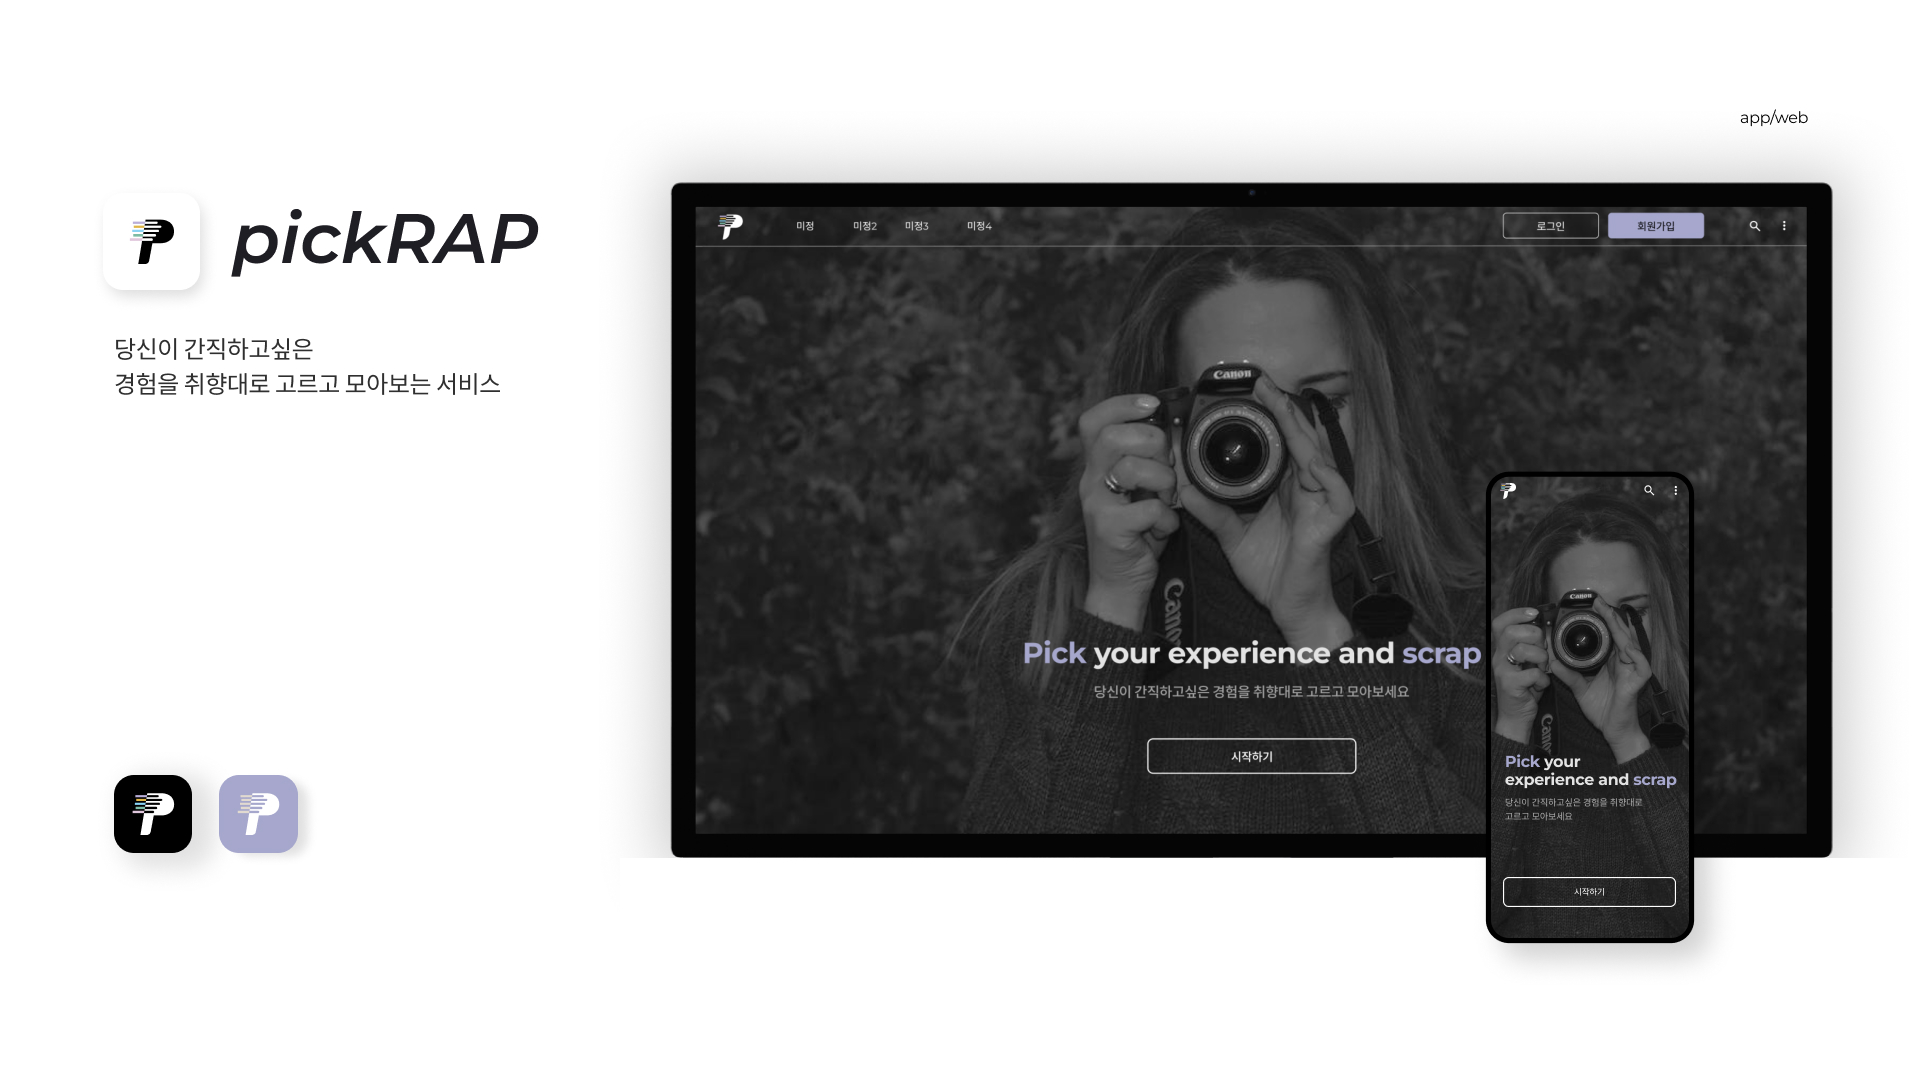 app/web
pickRAP
당신이 간직하고싶은
경험을 취향대로 고르고 모아보는 서비스
미정
미정2
미정3
미정4
로그인
회원가입
Canon
Canon
Pick your experience and scrap
당신이 간직하고싶은 경험을 취향대로 고르고 모아보세요
시작하기
Canon
Canon
Pick your
experience and scrap
당신이 간직하고싶은 경험을 취향대로
고르고 모아보세요
시작하기